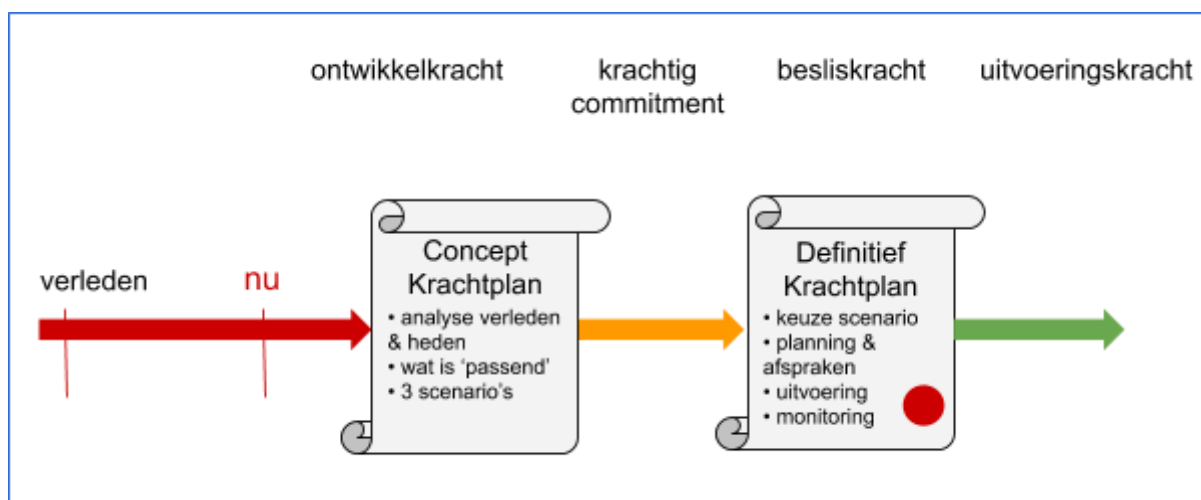 ontwikkelkracht
krachtig
commitment
besliskracht
uitvoeringskracht
verleden
nu
Concept
Krachtplan
• analyse verleden
& heden
• wat is ‘passend’
• 3 scenario’s
Definitief
Krachtplan
• keuze scenario
• planning &
afspraken
• uitvoering
• monitoring